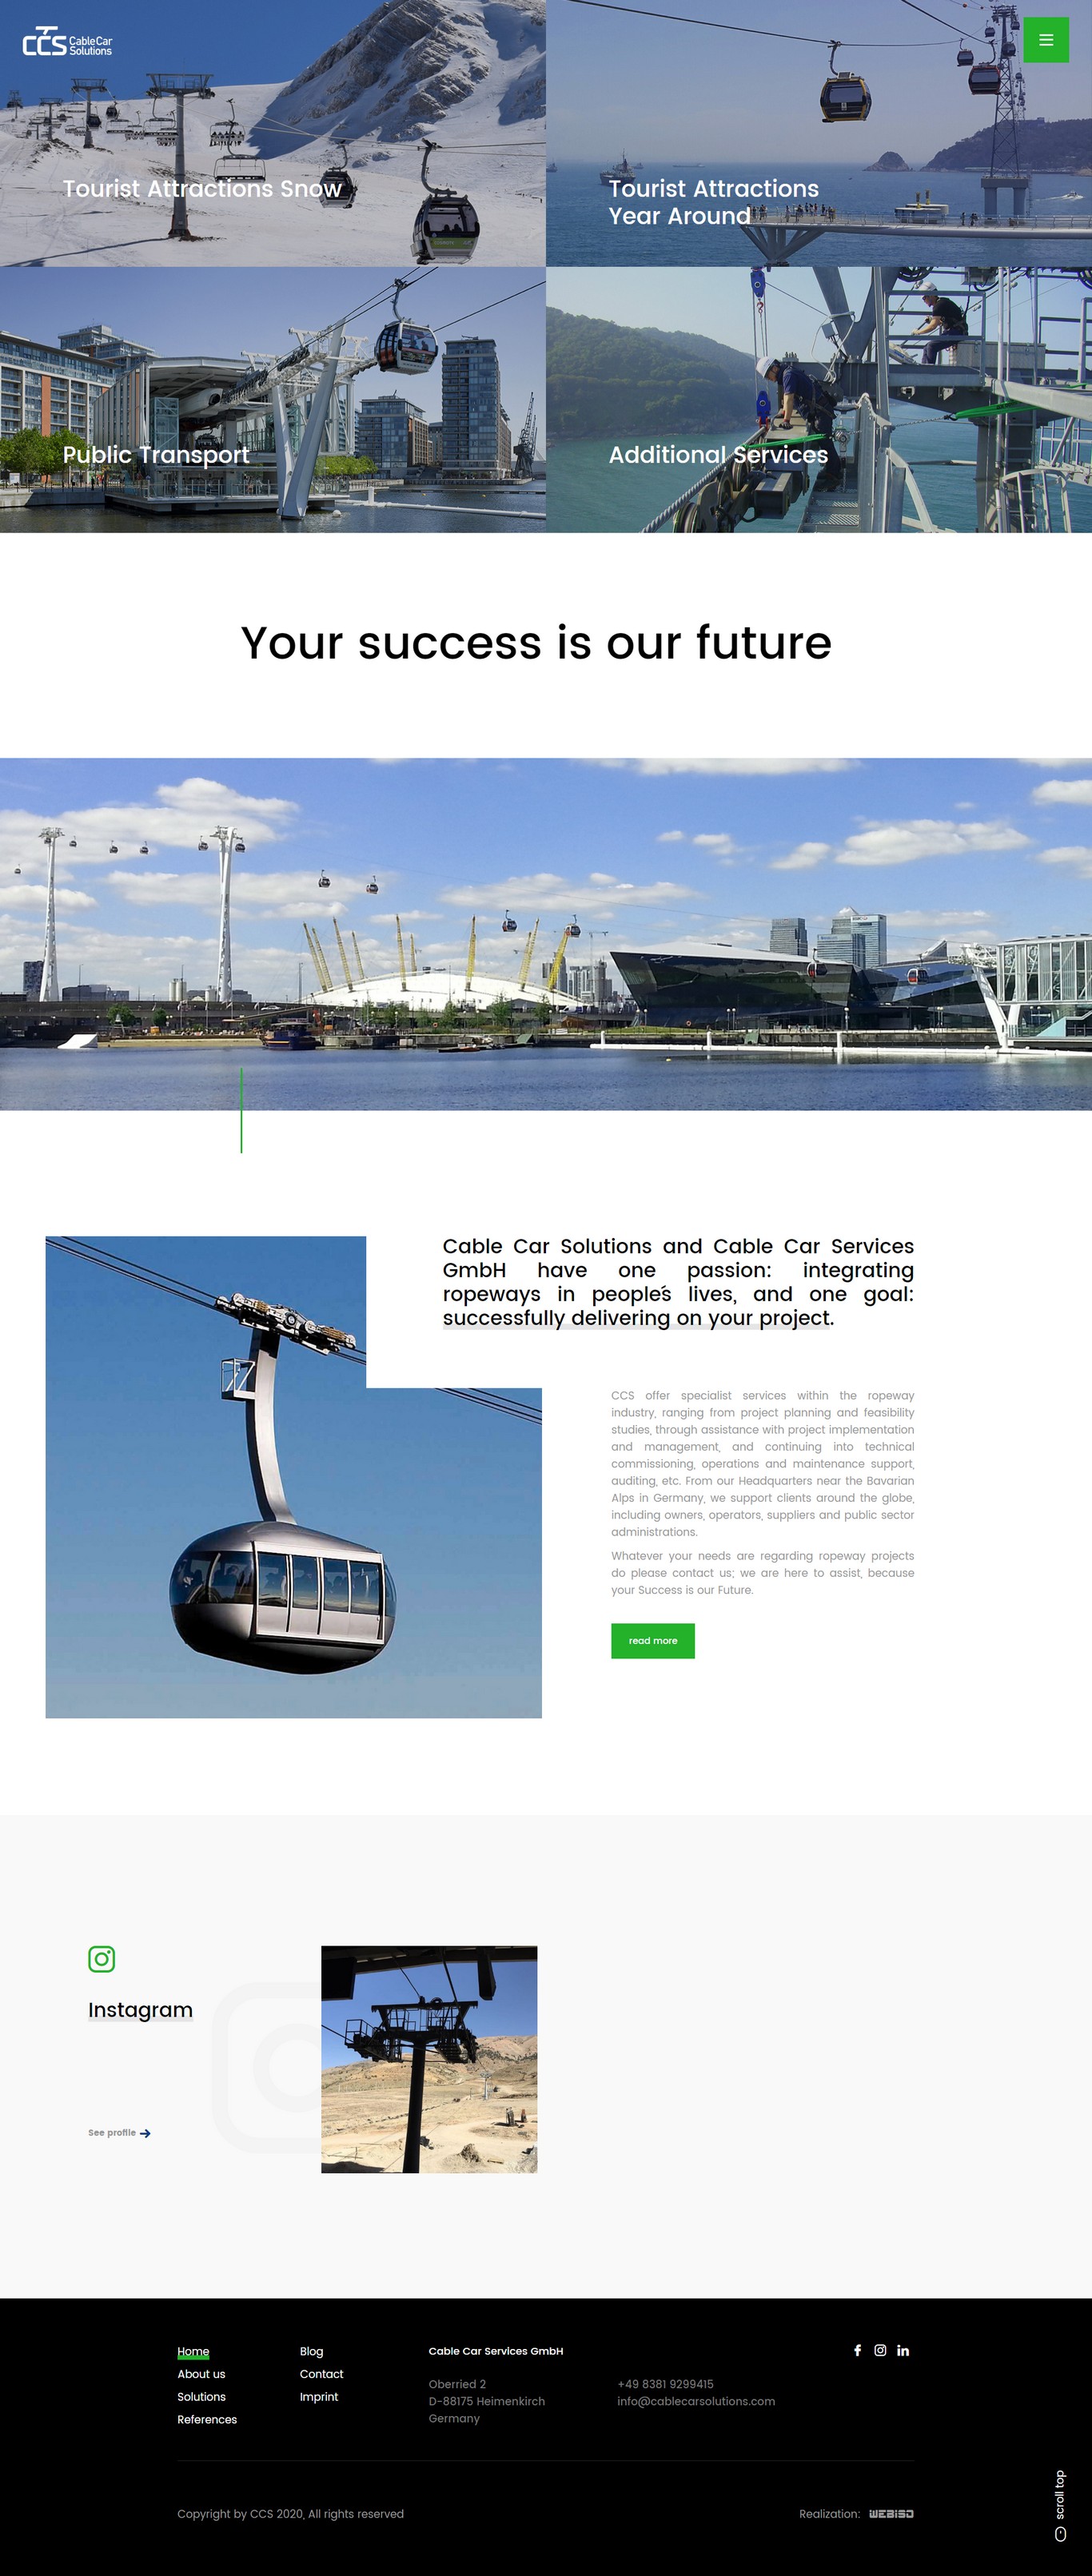 CCS CableCar
Solutions
Tourist Attractions Snow
Tourist Attractions
Year Around
Public Transport
Additional Services
Your success is our future
Cable Car Solutions and Cable Car Services
GmbH have one passion: integrating
ropeways in people´s lives, and one goal:
successfully delivering on your project.
CCS offer specialist services within the ropeway
industry, ranging from project planning and feasibility
studies, through assistance with project implementation
and management, and continuing into technical
commissioning, operations and maintenance support,
auditing, etc. From our Headquarters near the Bavarian
Alps in Germany, we support clients around the globe,
including owners, operators, suppliers and public sector
administrations.
Whatever your needs are regarding ropeway projects
do please contact us; we are here to assist, because
your Success is our Future.
read more
Instagram
See profile
Home
About us
Solutions
References
Blog
Contact
Imprint
Cable Car Services GmbH
Oberried 2
D-88175 Heimenkirch
Germany
+49 8381 9299415
info@cablecarsolutions.com
Copyright by CCS 2020, All rights reserved
Realization: WEBISO
scroll top